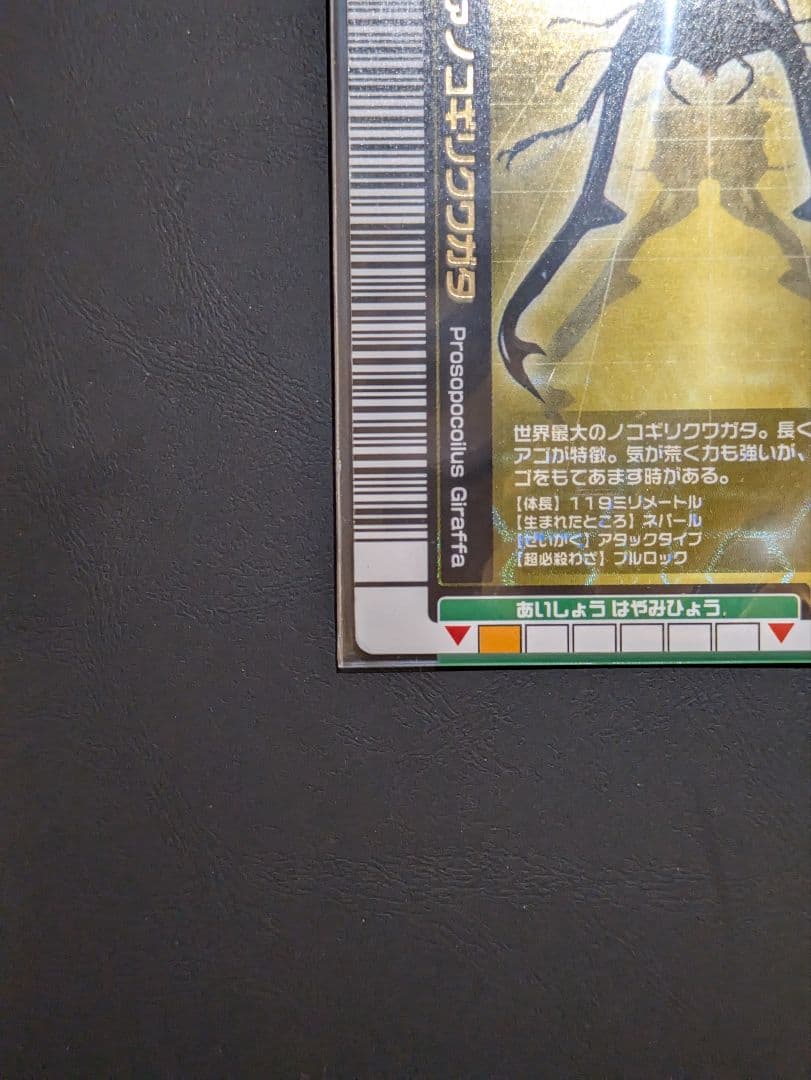 アノコギリクワガタ
Prosopocoilus Giraffa
世界最大のノコギリクワガタ。長く
アゴが特徴。気が荒く力も強いが、
ゴをもてあます時がある。
【体長】119ミリメートル
【生まれたところ】ネパール
【せいかく】アタックタイプ
【超必殺わざ】ブルロック
あいしょう はやみひょう